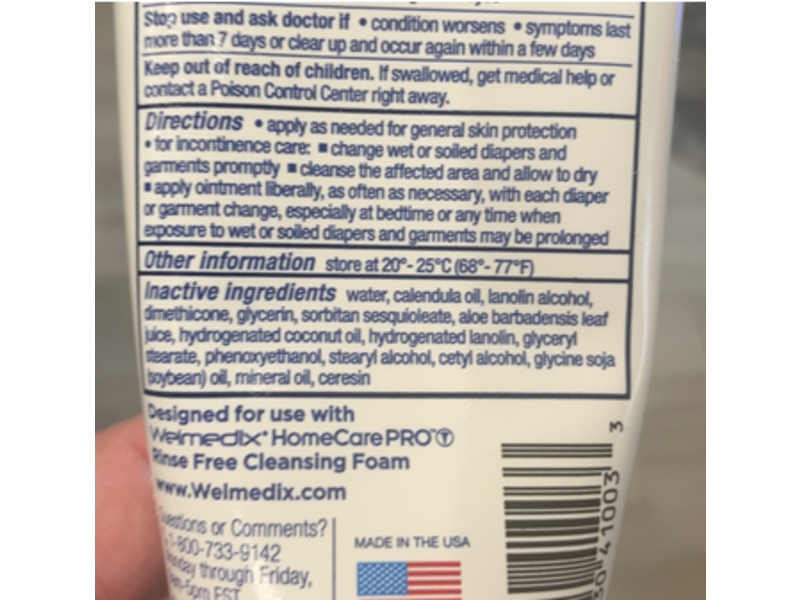 Stop use and ask doctor if • condition worsens • symptoms last
more than 7 days or clear up and occur again within a few days
Keep out of reach of children. If swallowed, get medical help or
contact a Poison Control Center right away.
Directions • apply as needed for general skin protection
• for incontinence care: ■ change wet or soiled diapers and
garments promptly ■ cleanse the affected area and allow to dry
■ apply ointment liberally, as often as necessary, with each diaper
or garment change, especially at bedtime or any time when
exposure to wet or soiled diapers and garments may be prolonged
Other information store at 20°- 25°C (68°- 77°F)
Inactive ingredients water, calendula oil, lanolin alcohol,
dimethicone, glycerin, sorbitan sesquioleate, aloe barbadensis leaf
juice, hydrogenated coconut oil, hydrogenated lanolin, glyceryl
stearate, phenoxyethanol, stearyl alcohol, cetyl alcohol, glycine soja
(soybean) oil, mineral oil, ceresin
Designed for use with
Welmedix® HomeCare PRO™ Ⓣ
Rinse Free Cleansing Foam
www.Welmedix.com
Questions or Comments?
1-800-733-9142
Monday through Friday,
5pm EST
MADE IN THE USA
41003 3